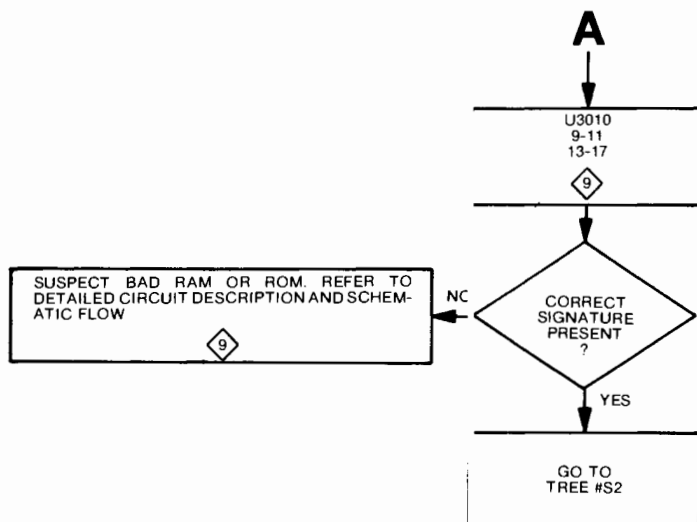 A
U3010
9-11
13-17
9
SUSPECT BAD RAM OR ROM. REFER TO
DETAILED CIRCUIT DESCRIPTION AND SCHEM-
ATIC FLOW
9
NO
CORRECT
SIGNATURE
PRESENT
?
YES
GO TO
TREE #S2